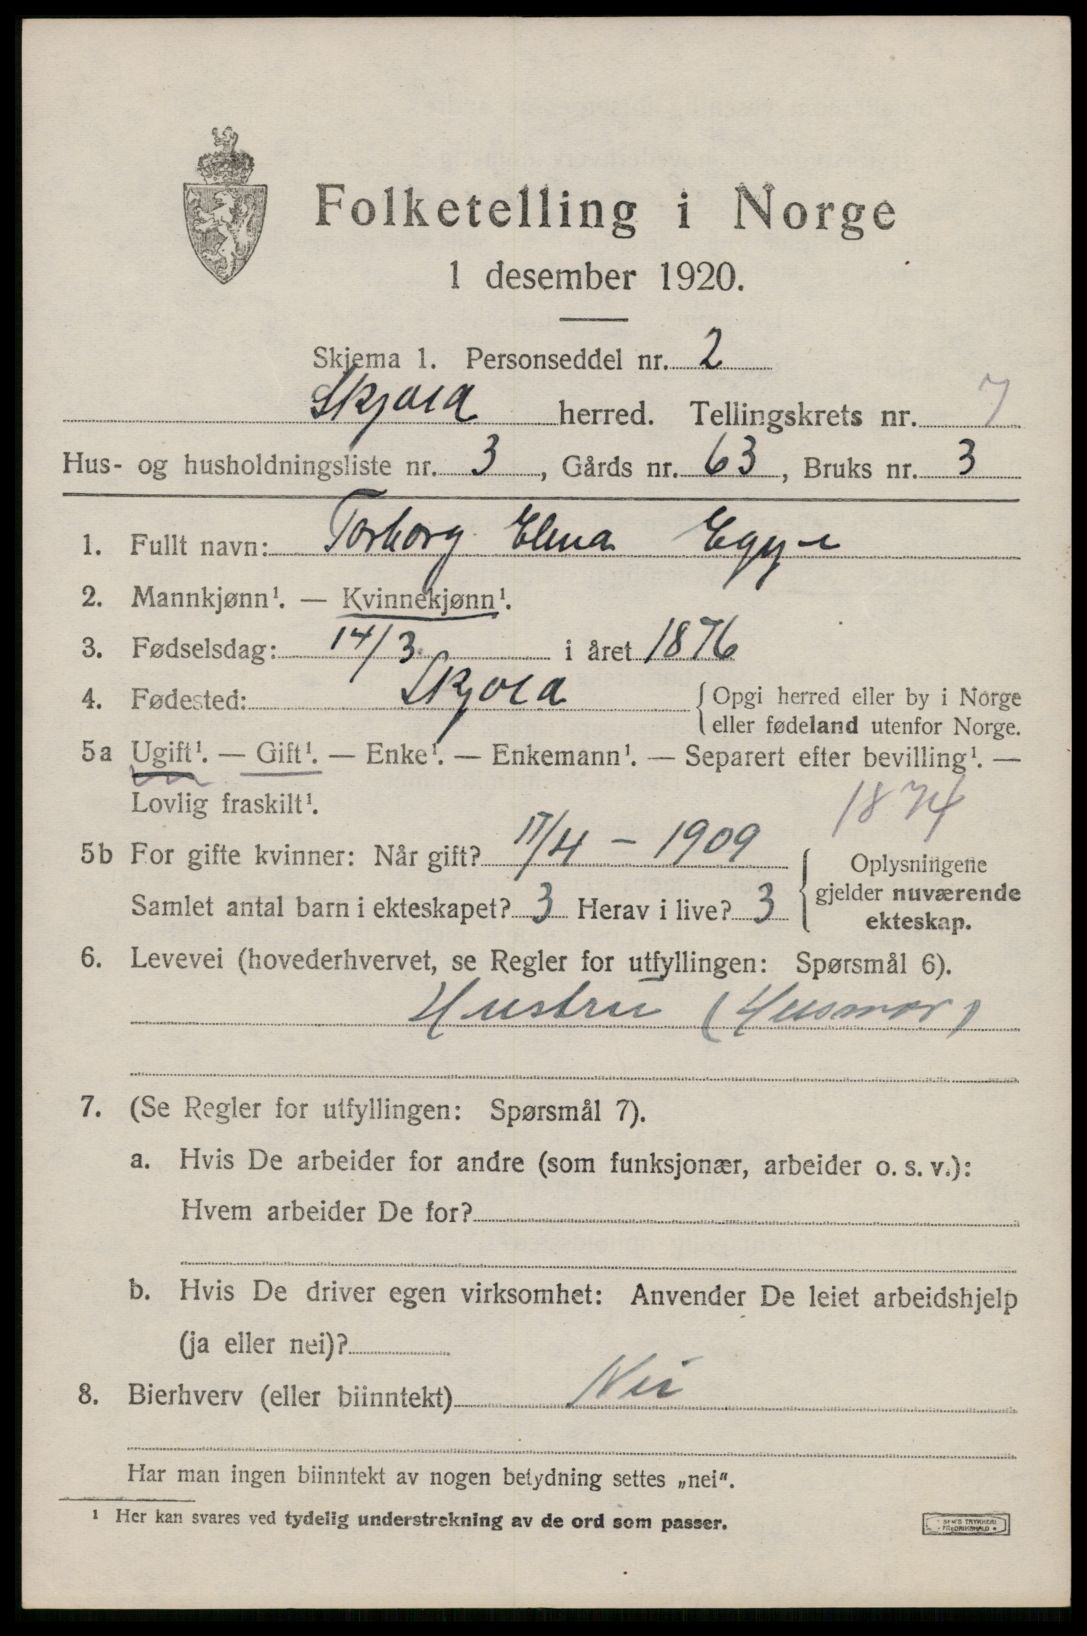 Folketelling i Norge
1 desember 1920.
Skjema 1. Personseddel nr. 2
Skjold herred. Tellingskrets nr. 7
Hus- og husholdningsliste nr. 3, Gårds nr. 63, Bruks nr. 3
1. Fullt navn: Torborg Elina
2. Mannkjønn¹. — Kvinnekjønn¹.
3. Fødselsdag: 14/3 i året 1876
4. Fødested: Skjold {Opgi herred eller by i Norge
eller fødeland utenfor Norge.
5a Ugift¹. — Gift¹. — Enke¹. — Enkemann¹. — Separert efter bevilling¹. —
Lovlig fraskilt¹. 1874
5b For gifte kvinner: Når gift? 17/4 – 1909
Samlet antal barn i ekteskapet? 3 Herav i live? 3
{Oplysningene
gjelder nuværende
ekteskap.
6. Levevei (hovederhvervet, se Regler for utfyllingen: Spørsmål 6).
Hustru (Husmor)
7. (Se Regler for utfyllingen: Spørsmål 7).
a. Hvis De arbeider for andre (som funksjonær, arbeider o. s. v.):
Hvem arbeider De for?
b. Hvis De driver egen virksomhet: Anvender De leiet arbeidshjelp
(ja eller nei)?
8. Bierhverv (eller biinntekt) Nei
Har man ingen biinntekt av nogen betydning settes „nei".
¹ Her kan svares ved tydelig understrekning av de ord som passer.